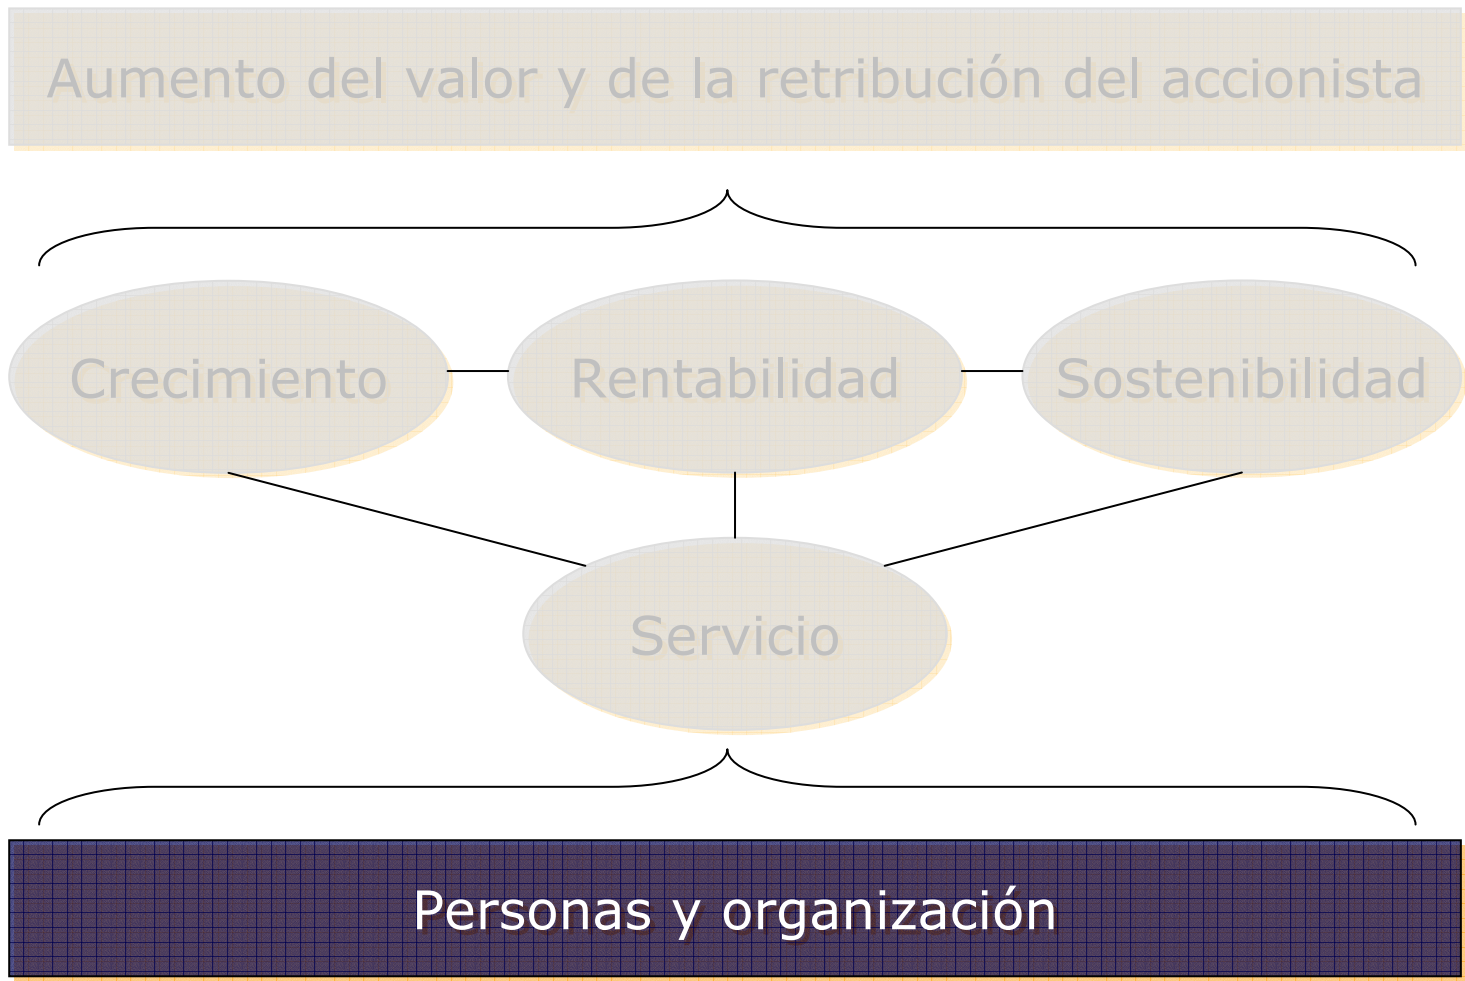 Aumento del valor y de la retribución del accionista
Crecimiento
Rentabilidad
Sostenibilidad
Servicio
Personas y organización